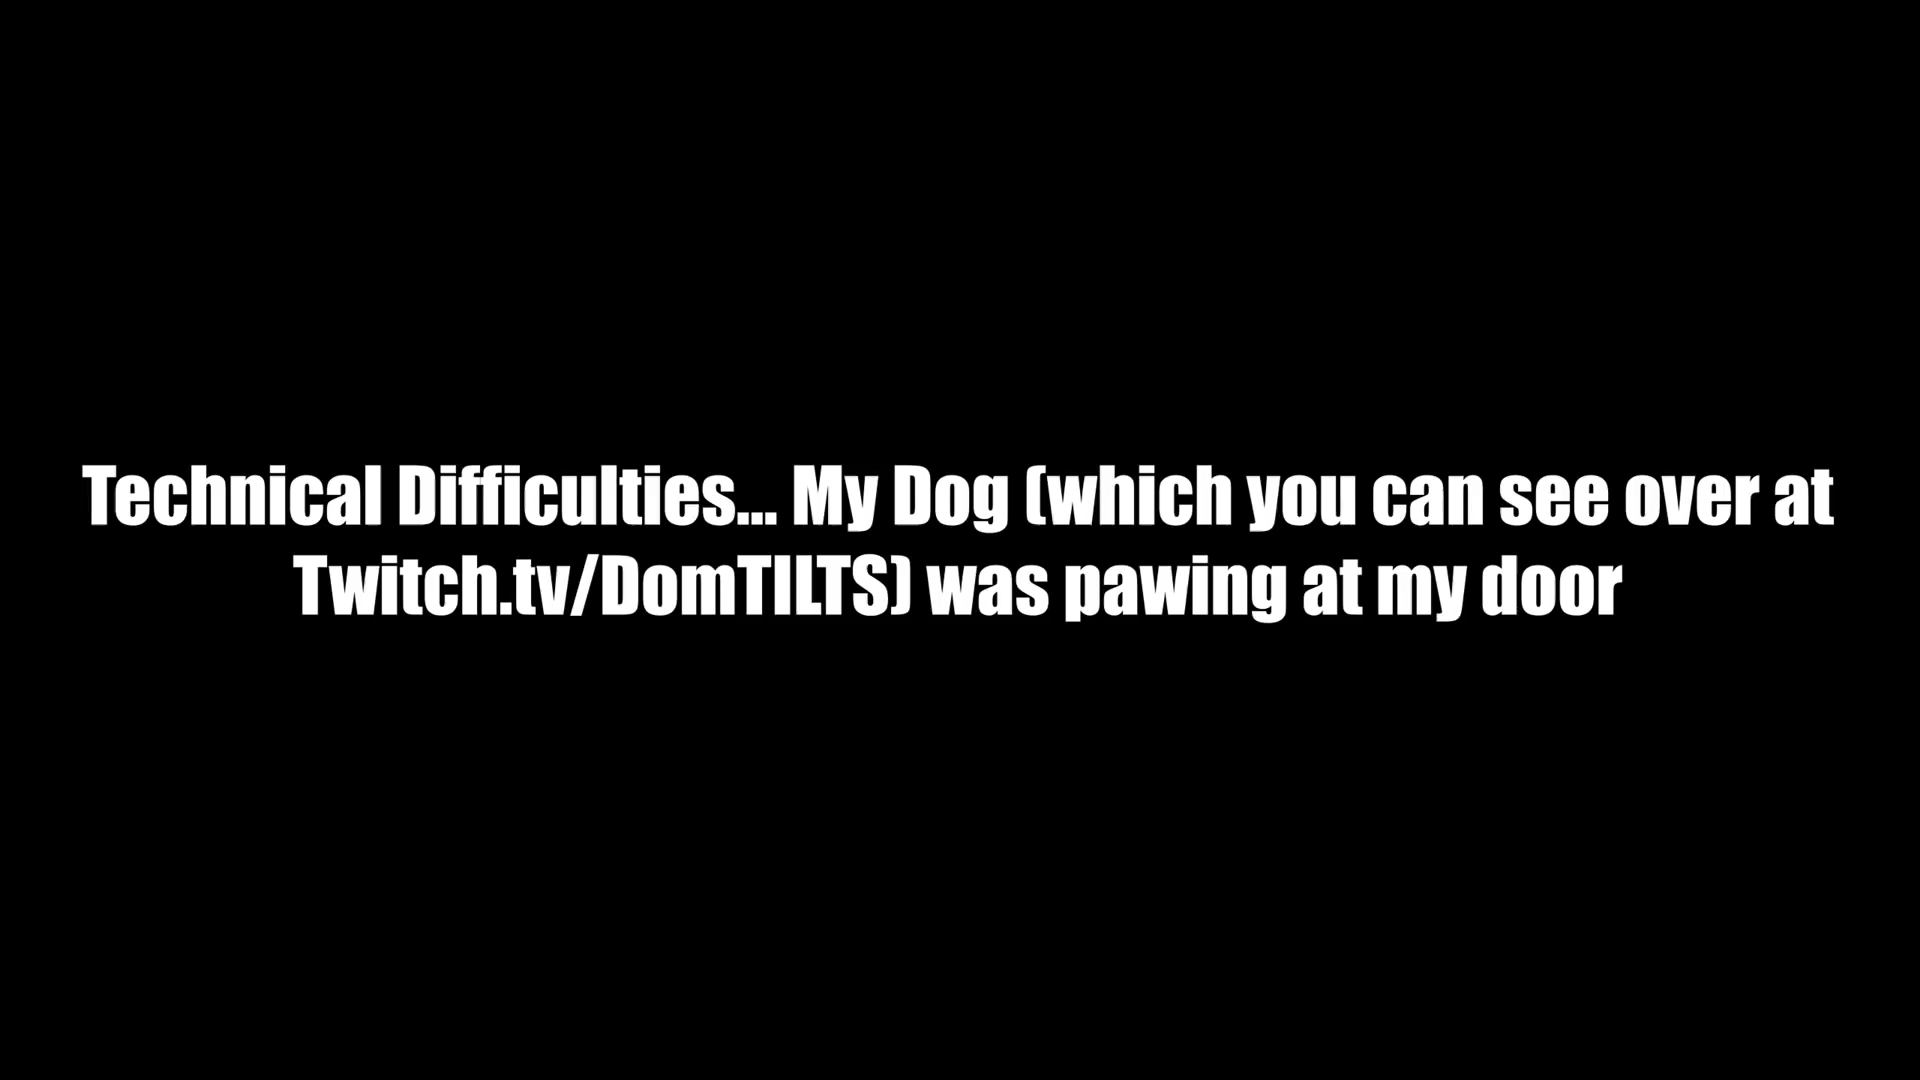 Technical Difficulties... My Dog (which you can see over at
Twitch.tv/DomTILTS) was pawing at my door